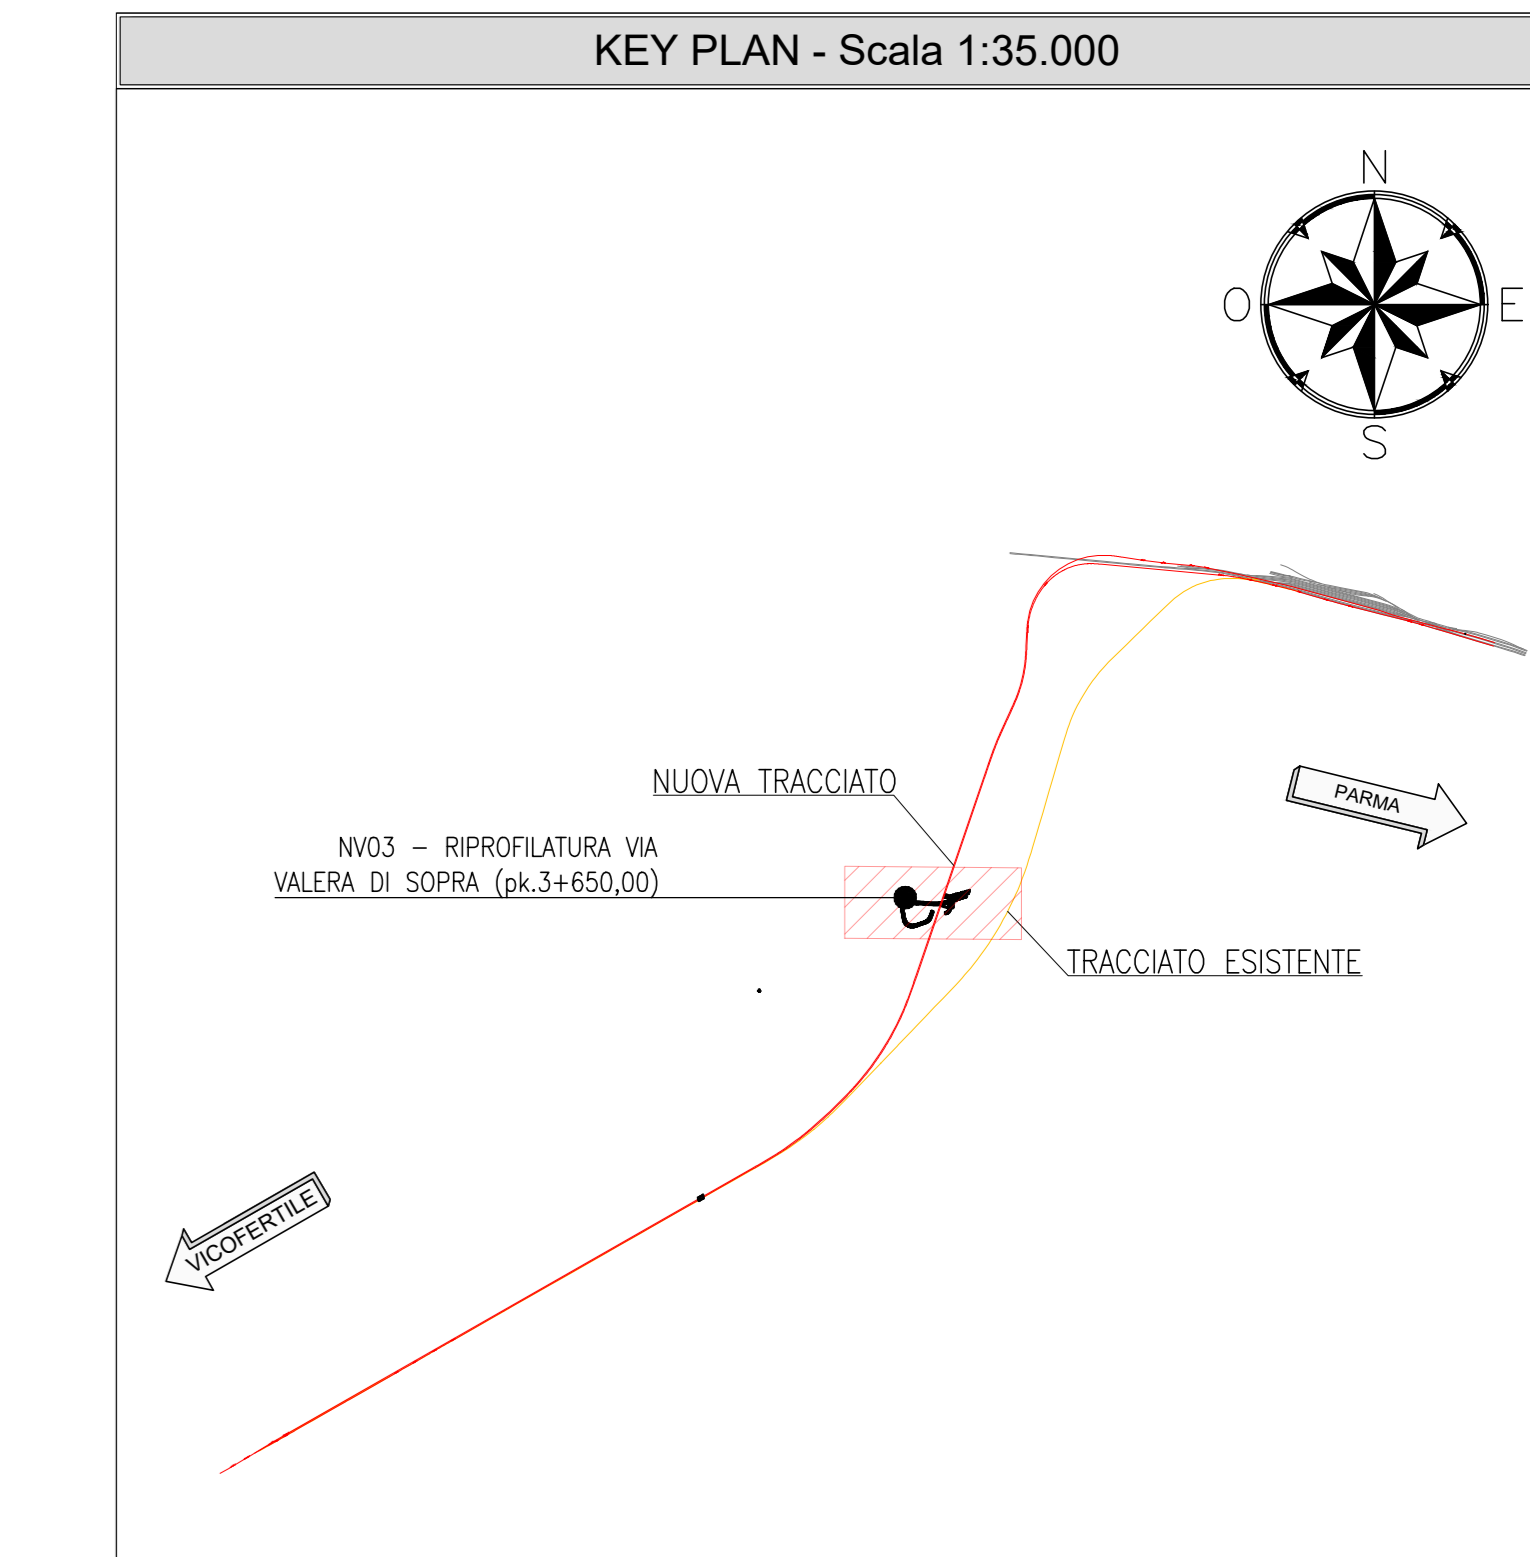 KEY PLAN - Scala 1:35.000
N
O
E
S
NUOVA TRACCIATO
PARMA
NV03 – RIPROFILATURA VIA
VALERA DI SOPRA (pk.3+650,00)
TRACCIATO ESISTENTE
VICOFERTILE